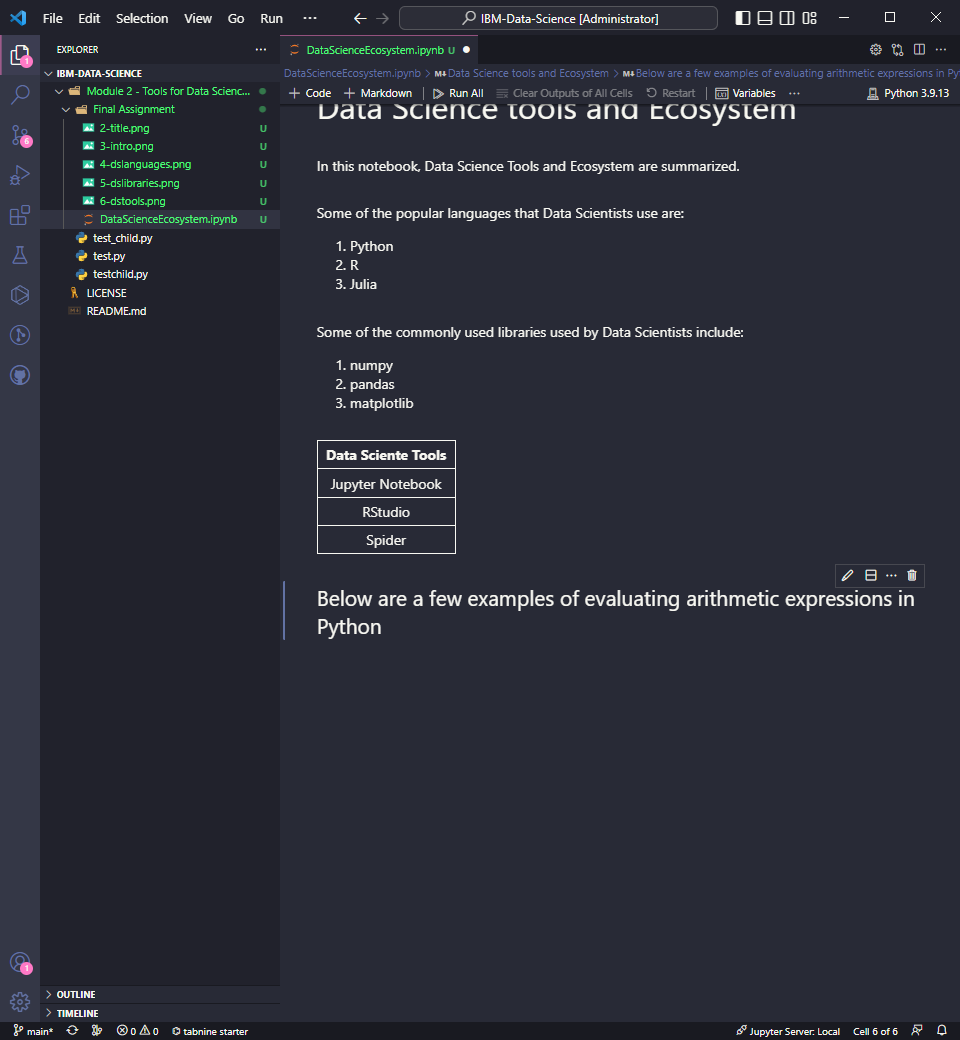 File Edit Selection View Go Run ··· IBM-Data-Science [Administrator]
EXPLORER ···
1
IBM-DATA-SCIENCE
Module 2 - Tools for Data Scienc...
Final Assignment
2-title.png U
3-intro.png U
6
4-dslanguages.png U
5-dslibraries.png U
6-dstools.png U
DataScienceEcosystem.ipynb U
test_child.py
test.py
testchild.py
LICENSE
README.md
DataScienceEcosystem.ipynb U
DataScienceEcosystem.ipynb > M↓Data Science tools and Ecosystem > M↓Below are a few examples of evaluating arithmetic expressions in Py
Code Markdown Run All Clear Outputs of All Cells Restart Variables ··· Python 3.9.13
Data Science tools and Ecosystem
In this notebook, Data Science Tools and Ecosystem are summarized.
Some of the popular languages that Data Scientists use are:
1. Python
2. R
3. Julia
Some of the commonly used libraries used by Data Scientists include:
1. numpy
2. pandas
3. matplotlib
Data Sciente Tools
Jupyter Notebook
RStudio
Spider
Below are a few examples of evaluating arithmetic expressions in
Python
1
OUTLINE
TIMELINE
main* 0 0 tabnine starter Jupyter Server: Local Cell 6 of 6